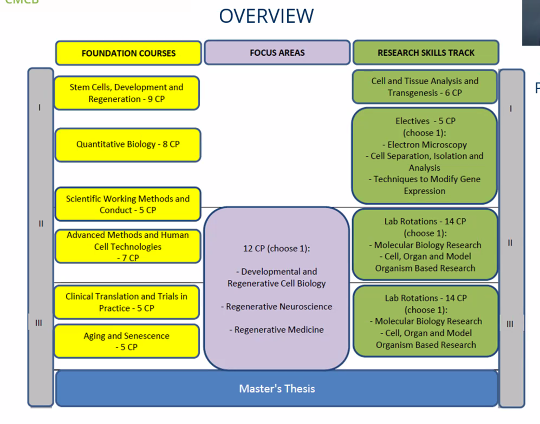 CMCB
OVERVIEW
FOUNDATION COURSES
FOCUS AREAS
RESEARCH SKILLS TRACK
I
Stem Cells, Development and
Regeneration - 9 CP
Quantitative Biology - 8 CP
Cell and Tissue Analysis and
Transgenesis - 6 CP
Electives - 5 CP
(choose 1):
- Electron Microscopy
- Cell Separation, Isolation and
Analysis
- Techniques to Modify Gene
Expression
I
II
Scientific Working Methods and
Conduct - 5 CP
Advanced Methods and Human
Cell Technologies
- 7 CP
12 CP (choose 1):
- Developmental and
Regenerative Cell Biology
- Regenerative Neuroscience
- Regenerative Medicine
Lab Rotations - 14 CP
(choose 1):
- Molecular Biology Research
- Cell, Organ and Model
Organism Based Research
II
III
Clinical Translation and Trials in
Practice - 5 CP
Aging and Senescence
- 5 CP
Lab Rotations - 14 CP
(choose 1):
- Molecular Biology Research
- Cell, Organ and Model
Organism Based Research
III
Master's Thesis